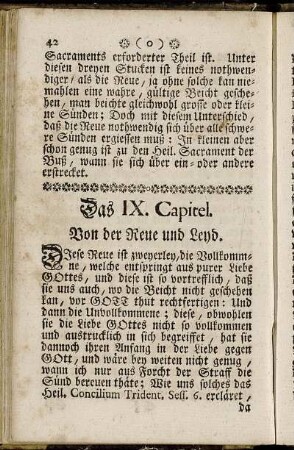 42 (o)
Sacraments erforderter Theil ist. Unter
diesen dreyen Stucken ist keines nothwen-
diger / als die Reue / ja ohne solche kan nie-
mahlen eine wahre / gültige Beicht gesche-
hen / man beichte gleichwohl grosse oder klei-
ne Sünden; Doch mit diesem Unterschied /
daß die Reue nothwendig sich über alle schwe-
re Sünden ergiessen muß: In kleinen aber
schon genug ist zu den Heil. Sacrament der
Buß / wann sie sich über ein- oder andere
erstrecket.
Das IX. Capitel.
Von der Reue und Leyd.
DIese Reue ist zweyerley, die Vollkomm-
ne, welche entspringt aus purer Liebe
GOttes, und diese ist so vortrefflich, daß
sie uns auch, wo die Beicht nicht geschehen
kan, vor GOTT thut rechtfertigen: Und
dann die Unvollkommene; diese, obwohlen
sie die Liebe GOttes nicht so vollkommen
und austrucklich in sich begreiffet, hat sie
dannoch ihren Anfang in der Liebe gegen
GOtt, und wäre bey weiten nicht genug,
wann ich nur aus Forcht der Straff die
Sünd bereuen thäte; Wie uns solches das
Heil. Concilium Trident. Sess. 6. erkläret,
da